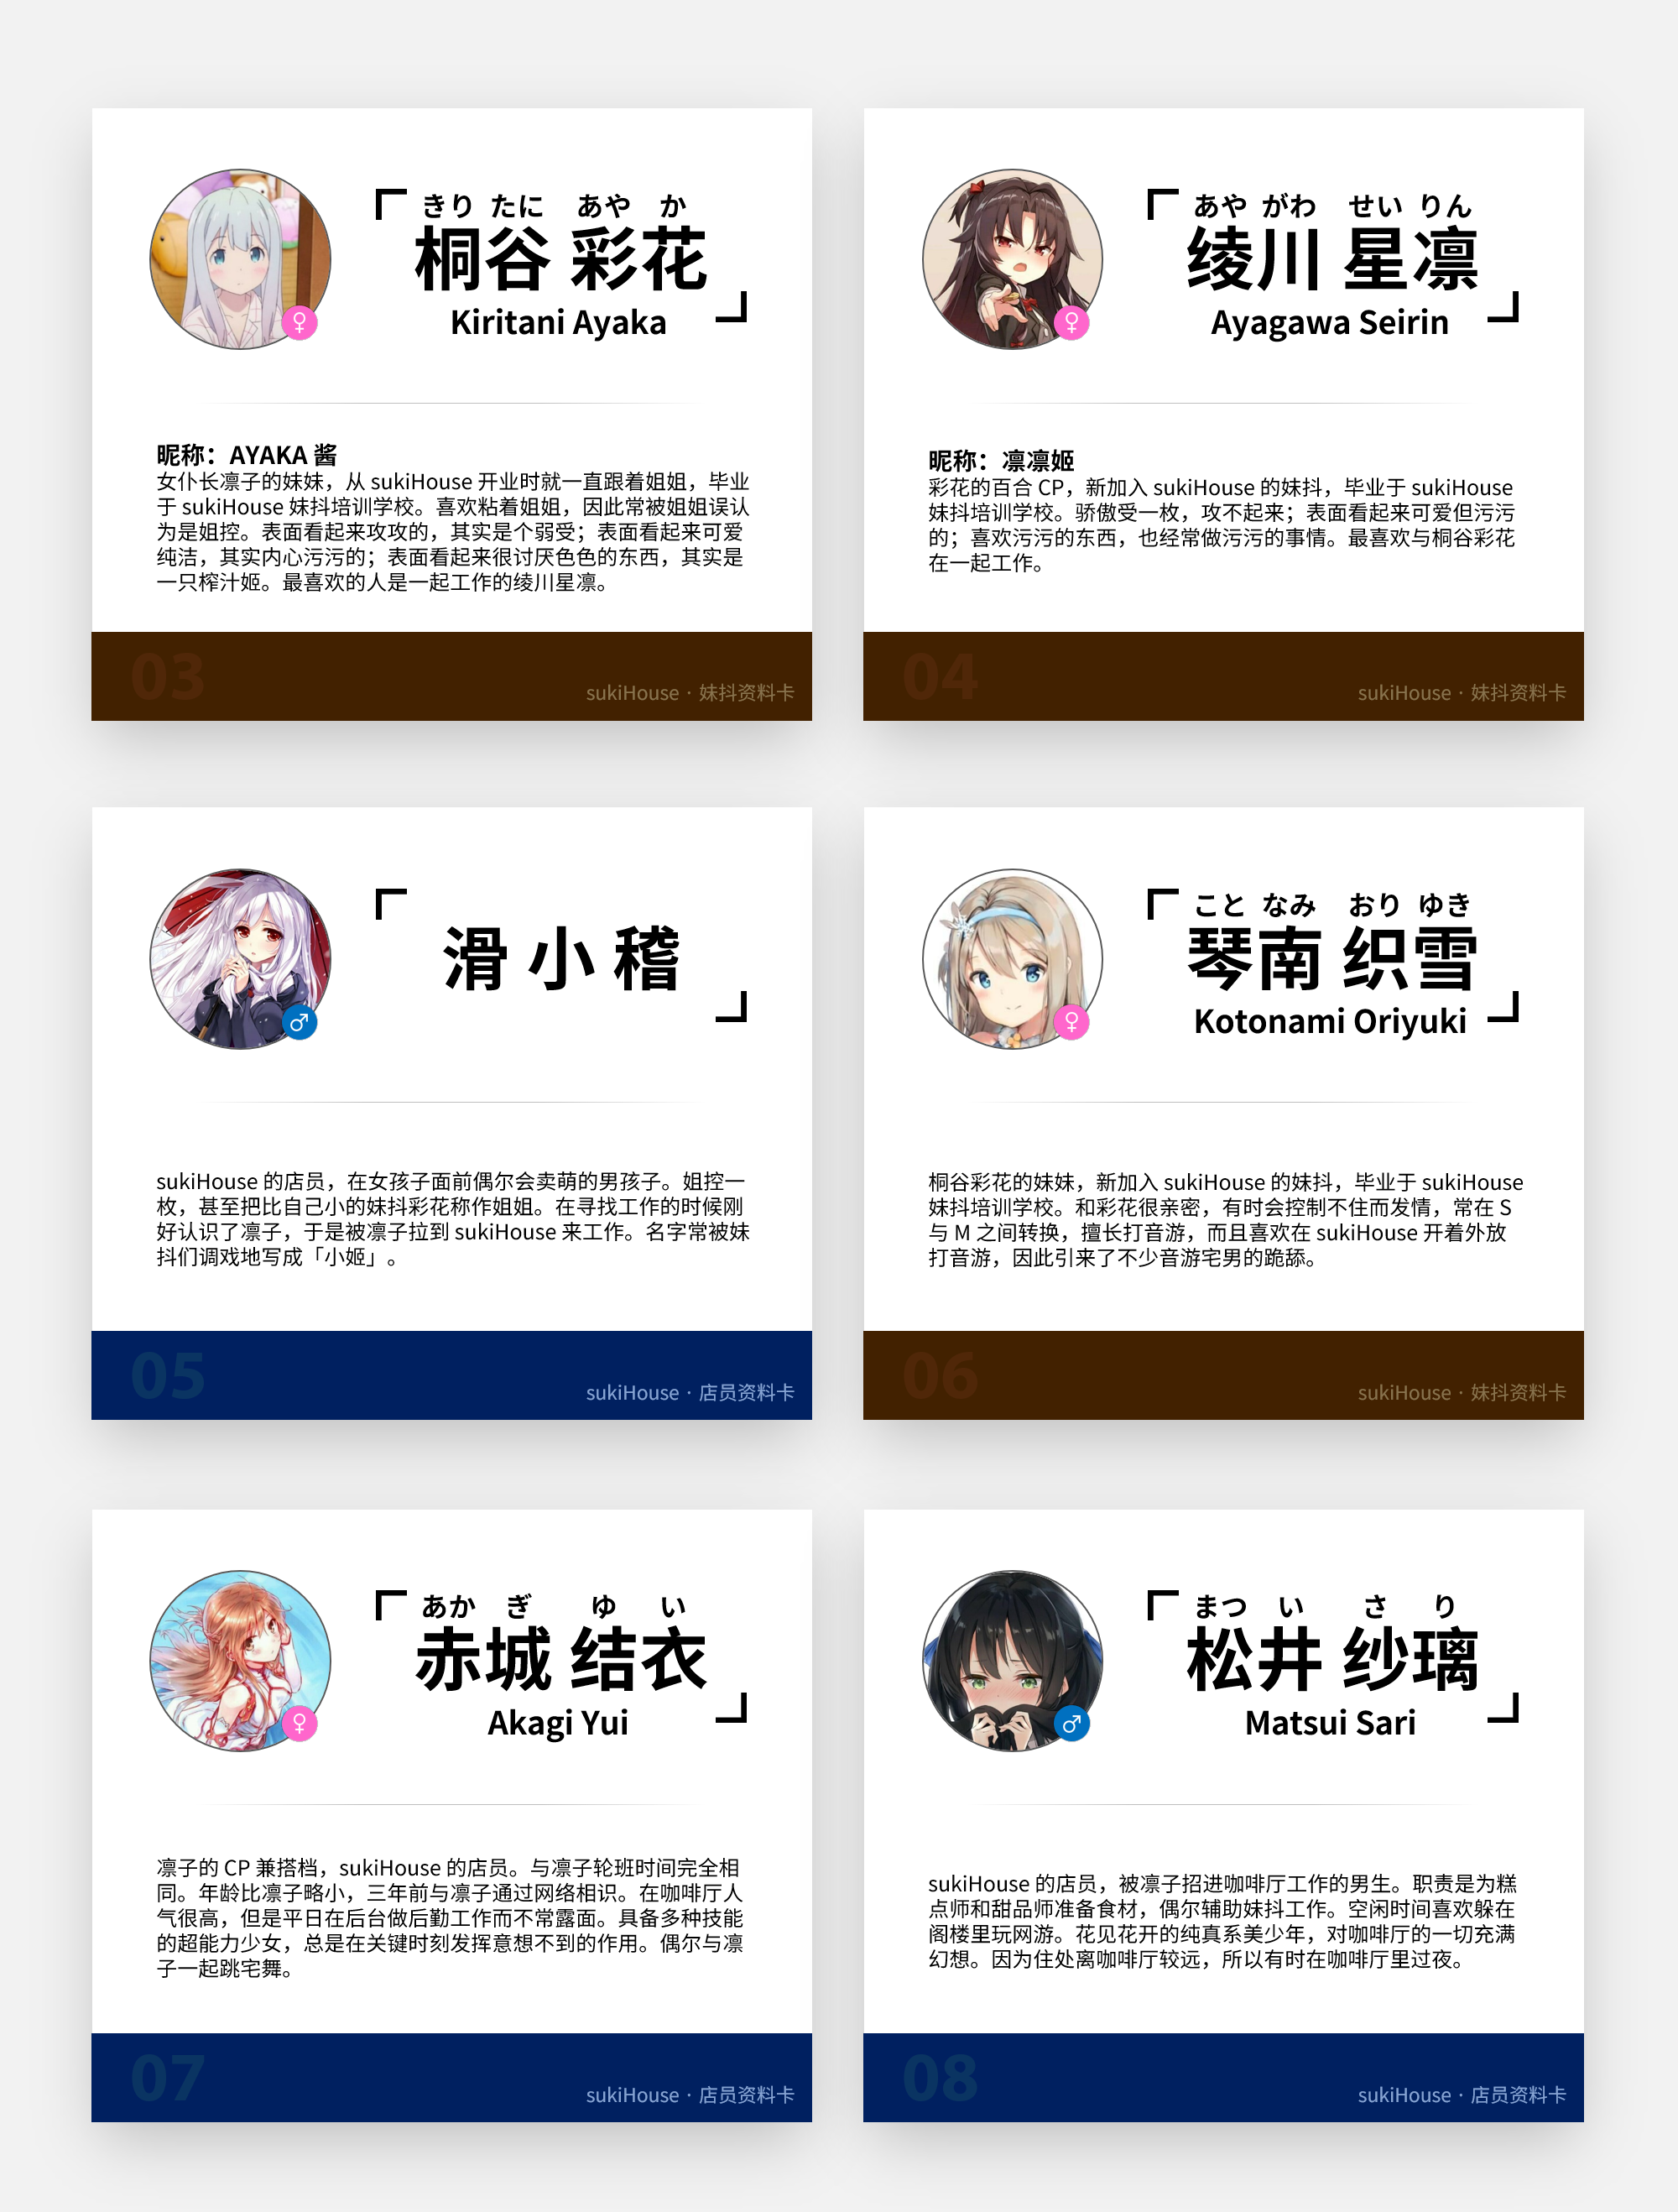 きり たに あや か
桐谷 彩花
Kiritani Ayaka
昵称：AYAKA 酱
女仆长凛子的妹妹，从 sukiHouse 开业时就一直跟着姐姐，毕业
于 sukiHouse 妹抖培训学校。喜欢粘着姐姐，因此常被姐姐误认
为是姐控。表面看起来攻攻的，其实是个弱受；表面看起来可爱
纯洁，其实内心污污的；表面看起来很讨厌色色的东西，其实是
一只榨汁姬。最喜欢的人是一起工作的绫川星凛。
03
sukiHouse · 妹抖资料卡
あや がわ せい りん
绫川 星凛
Ayagawa Seirin
昵称：凛凛姬
彩花的百合 CP，新加入 sukiHouse 的妹抖，毕业于 sukiHouse
妹抖培训学校。骄傲受一枚，攻不起来；表面看起来可爱但污污
的；喜欢污污的东西，也经常做污污的事情。最喜欢与桐谷彩花
在一起工作。
04
sukiHouse · 妹抖资料卡
滑 小 稽
sukiHouse 的店员，在女孩子面前偶尔会卖萌的男孩子。姐控一
枚，甚至把比自己小的妹抖彩花称作姐姐。在寻找工作的时候刚
好认识了凛子，于是被凛子拉到 sukiHouse 来工作。名字常被妹
抖们调戏地写成「小姬」。
05
sukiHouse · 店员资料卡
こと なみ おり ゆき
琴南 织雪
Kotonami Oriyuki
桐谷彩花的妹妹，新加入 sukiHouse 的妹抖，毕业于 sukiHouse
妹抖培训学校。和彩花很亲密，有时会控制不住而发情，常在 S
与 M 之间转换，擅长打音游，而且喜欢在 sukiHouse 开着外放
打音游，因此引来了不少音游宅男的跪舔。
06
sukiHouse · 妹抖资料卡
あか ぎ ゆ い
赤城 结衣
Akagi Yui
凛子的 CP 兼搭档，sukiHouse 的店员。与凛子轮班时间完全相
同。年龄比凛子略小，三年前与凛子通过网络相识。在咖啡厅人
气很高，但是平日在后台做后勤工作而不常露面。具备多种技能
的超能力少女，总是在关键时刻发挥意想不到的作用。偶尔与凛
子一起跳宅舞。
07
sukiHouse · 店员资料卡
まつ い さ り
松井 纱璃
Matsui Sari
sukiHouse 的店员，被凛子招进咖啡厅工作的男生。职责是为糕
点师和甜品师准备食材，偶尔辅助妹抖工作。空闲时间喜欢躲在
阁楼里玩网游。花见花开的纯真系美少年，对咖啡厅的一切充满
幻想。因为住处离咖啡厅较远，所以有时在咖啡厅里过夜。
08
sukiHouse · 店员资料卡